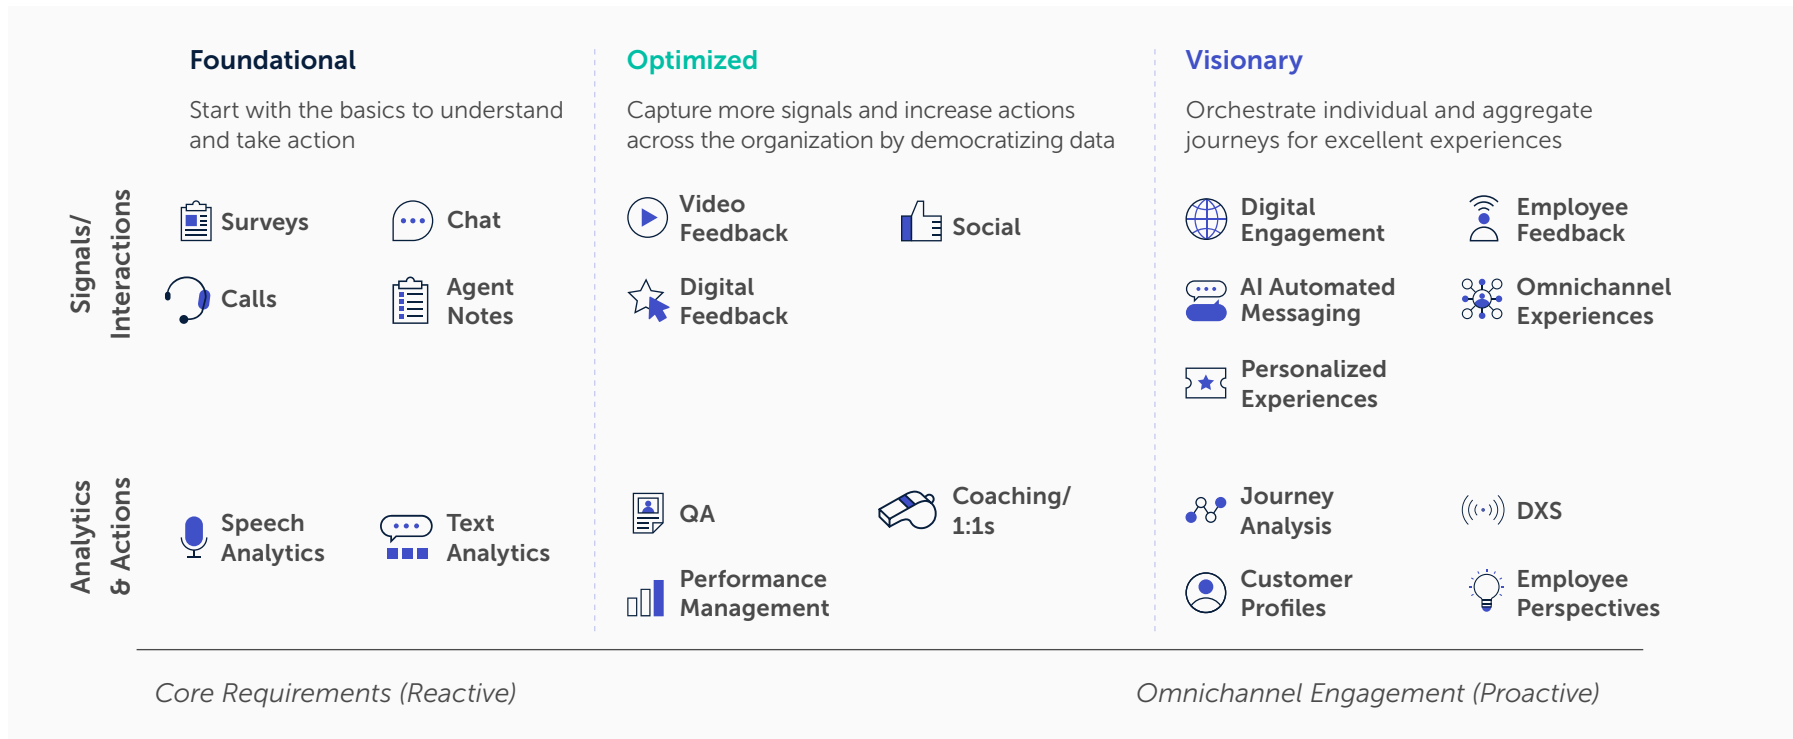 Foundational
Start with the basics to understand
and take action
Optimized
Capture more signals and increase actions
across the organization by democratizing data
Visionary
Orchestrate individual and aggregate
journeys for excellent experiences
Signals/
Interactions
Surveys
Chat
Calls
Agent
Notes
Video
Feedback
Social
Digital
Feedback
Digital
Engagement
Employee
Feedback
AI Automated
Messaging
Omnichannel
Experiences
Personalized
Experiences
Analytics
& Actions
Speech
Analytics
Text
Analytics
QA
Coaching/
1:1s
Performance
Management
Journey
Analysis
DXS
Customer
Profiles
Employee
Perspectives
Core Requirements (Reactive)
Omnichannel Engagement (Proactive)